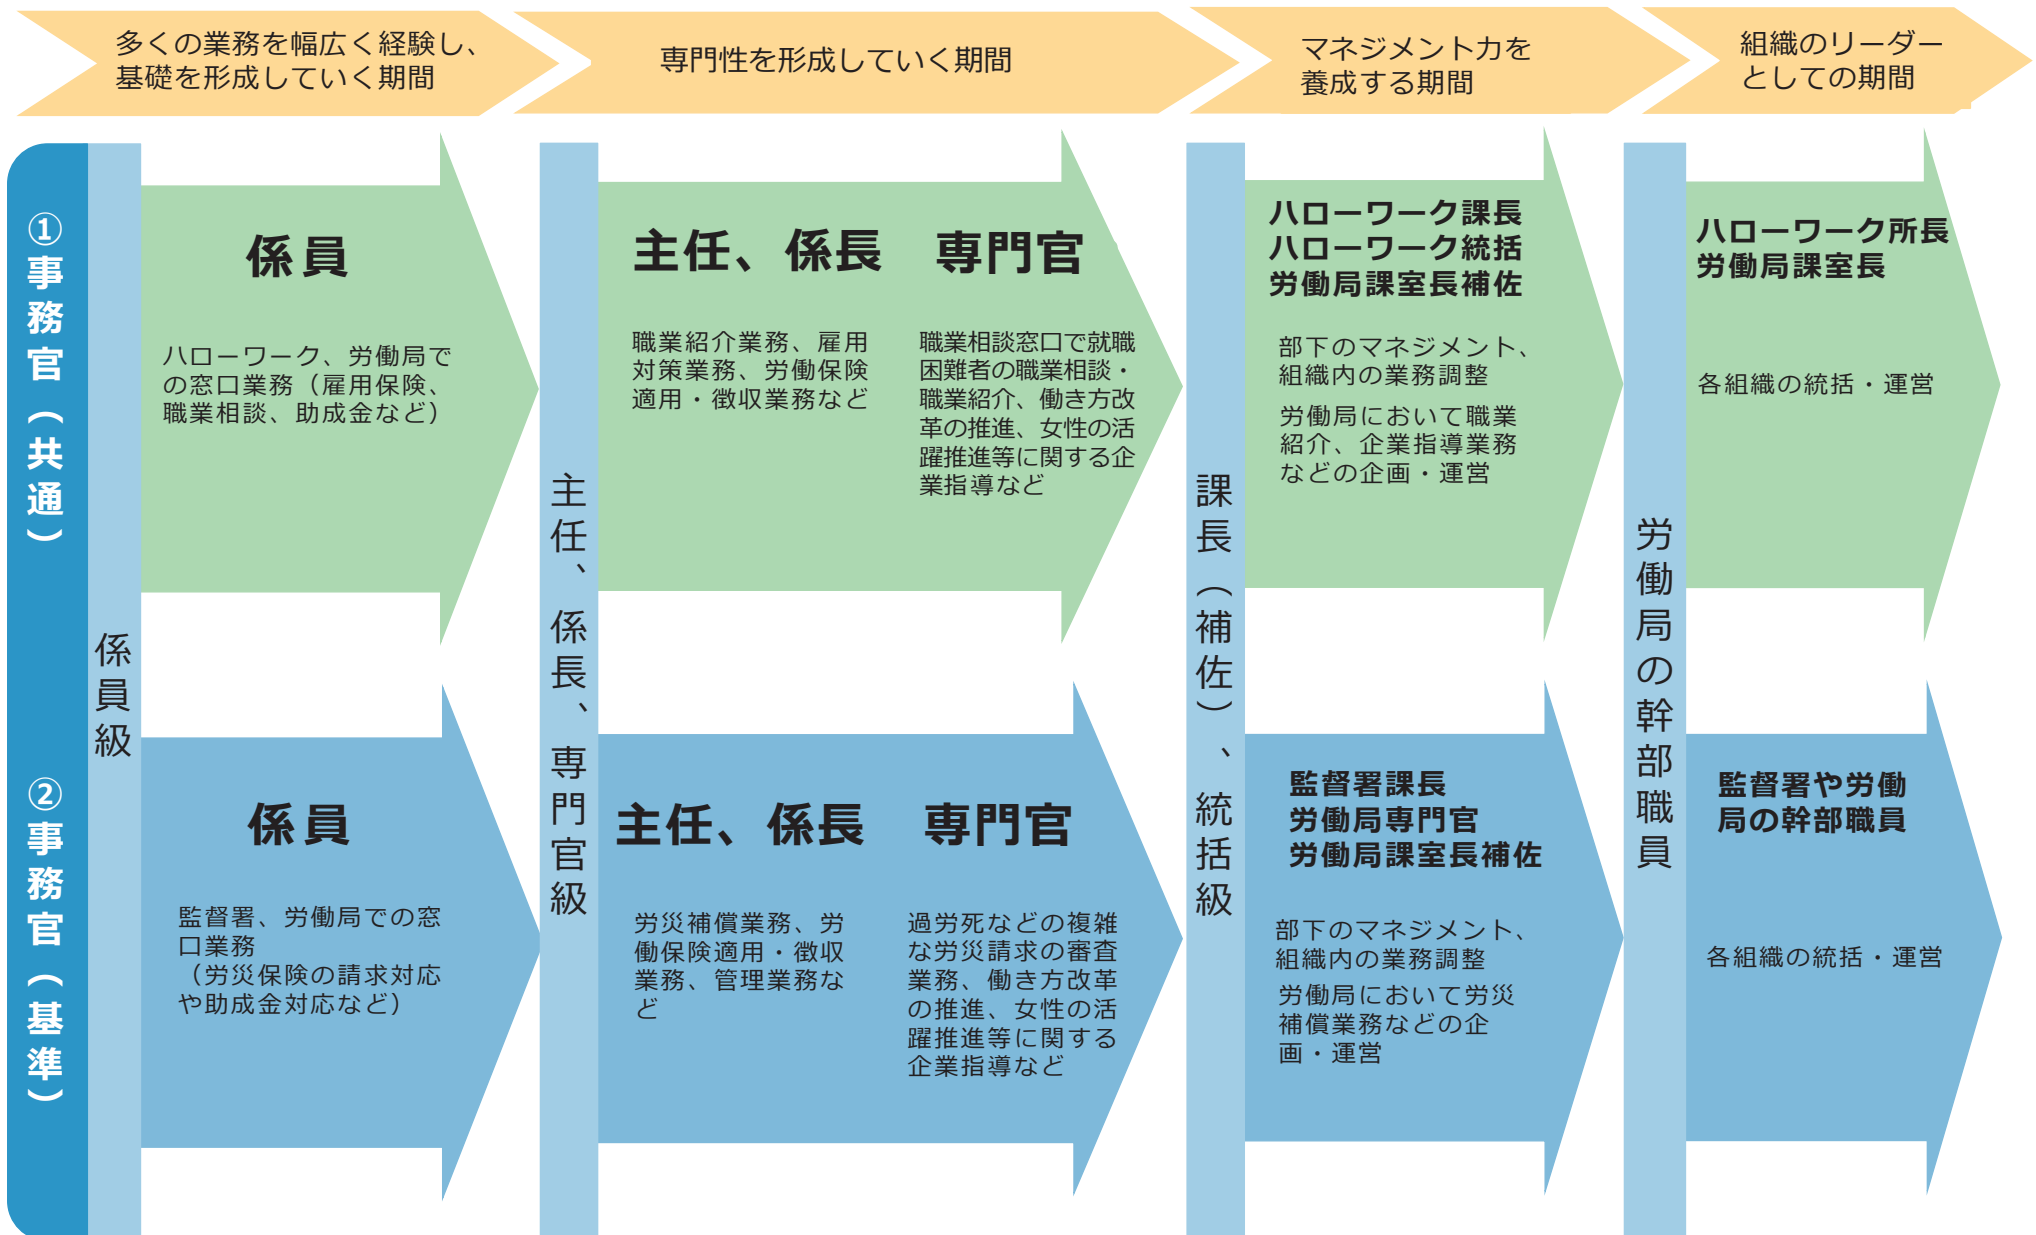 多くの業務を幅広く経験し、
基礎を形成していく期間
専門性を形成していく期間
マネジメント力を
養成する期間
組織のリーダー
としての期間
①事務官(共通)
係員級
係員
ハローワーク、労働局で
の窓口業務(雇用保険、
職業相談、助成金など)
主任、係長、専門官級
主任、係長
職業紹介業務、雇用
対策業務、労働保険
適用・徴収業務など
専門官
職業相談窓口で就職
困難者の職業相談・
職業紹介、働き方改
革の推進、女性の活
躍推進等に関する企
業指導など
課長(補佐)、統括級
ハローワーク課長
ハローワーク統括
労働局課室長補佐
部下のマネジメント、
組織内の業務調整
労働局において職業
紹介、企業指導業務
などの企画・運営
労働局の幹部職員
ハローワーク所長
労働局課室長
各組織の統括・運営
②事務官(基準)
係員
監督署、労働局での窓
口業務
(労災保険の請求対応
や助成金対応など)
主任、係長
労災補償業務、労
働保険適用・徴収
業務、管理業務な
ど
専門官
過労死などの複雑
な労災請求の審査
業務、働き方改革
の推進、女性の活
躍推進等に関する
企業指導など
監督署課長
労働局専門官
労働局課室長補佐
部下のマネジメント、
組織内の業務調整
労働局において労災
補償業務などの企
画・運営
監督署や労働
局の幹部職員
各組織の統括・運営